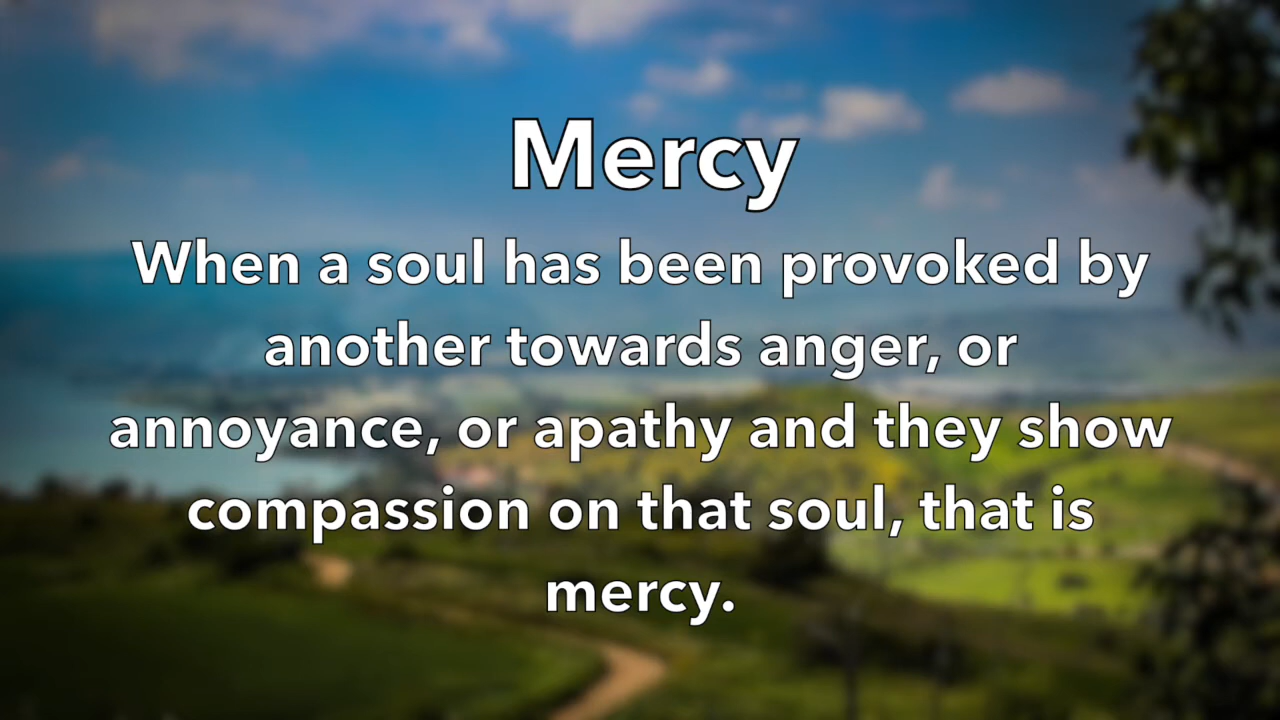 Mercy
When a soul has been provoked by
another towards anger, or
annoyance, or apathy and they show
compassion on that soul, that is
mercy.